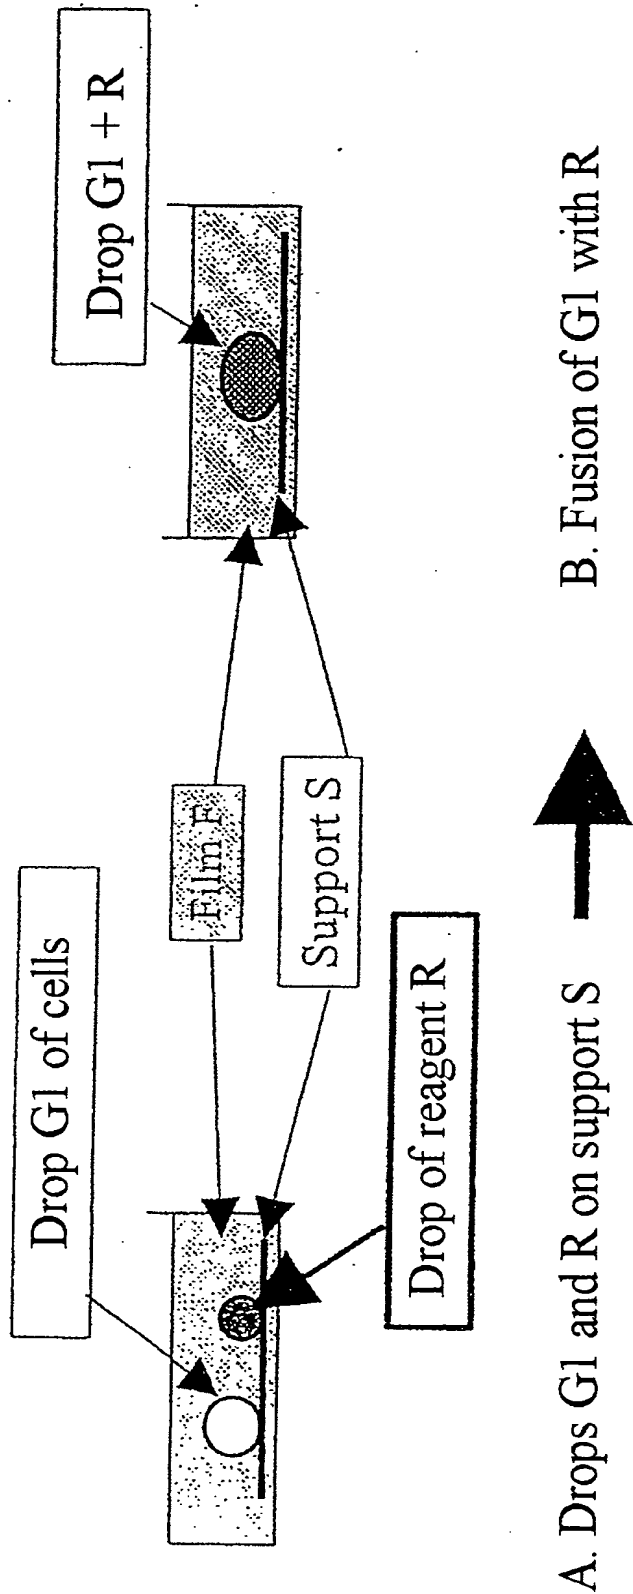 Drop G1 of cells
Drop G1 + R
Film F
Support S
Drop of reagent R
A. Drops G1 and R on support S
B. Fusion of G1 with R